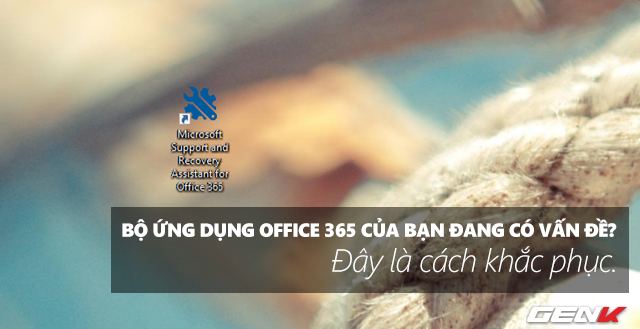 Microsoft
Support and
Recovery
Assistant for
Office 365
BỘ ỨNG DỤNG OFFICE 365 CỦA BẠN ĐANG CÓ VẤN ĐỀ?
Đây là cách khắc phục.
GENK